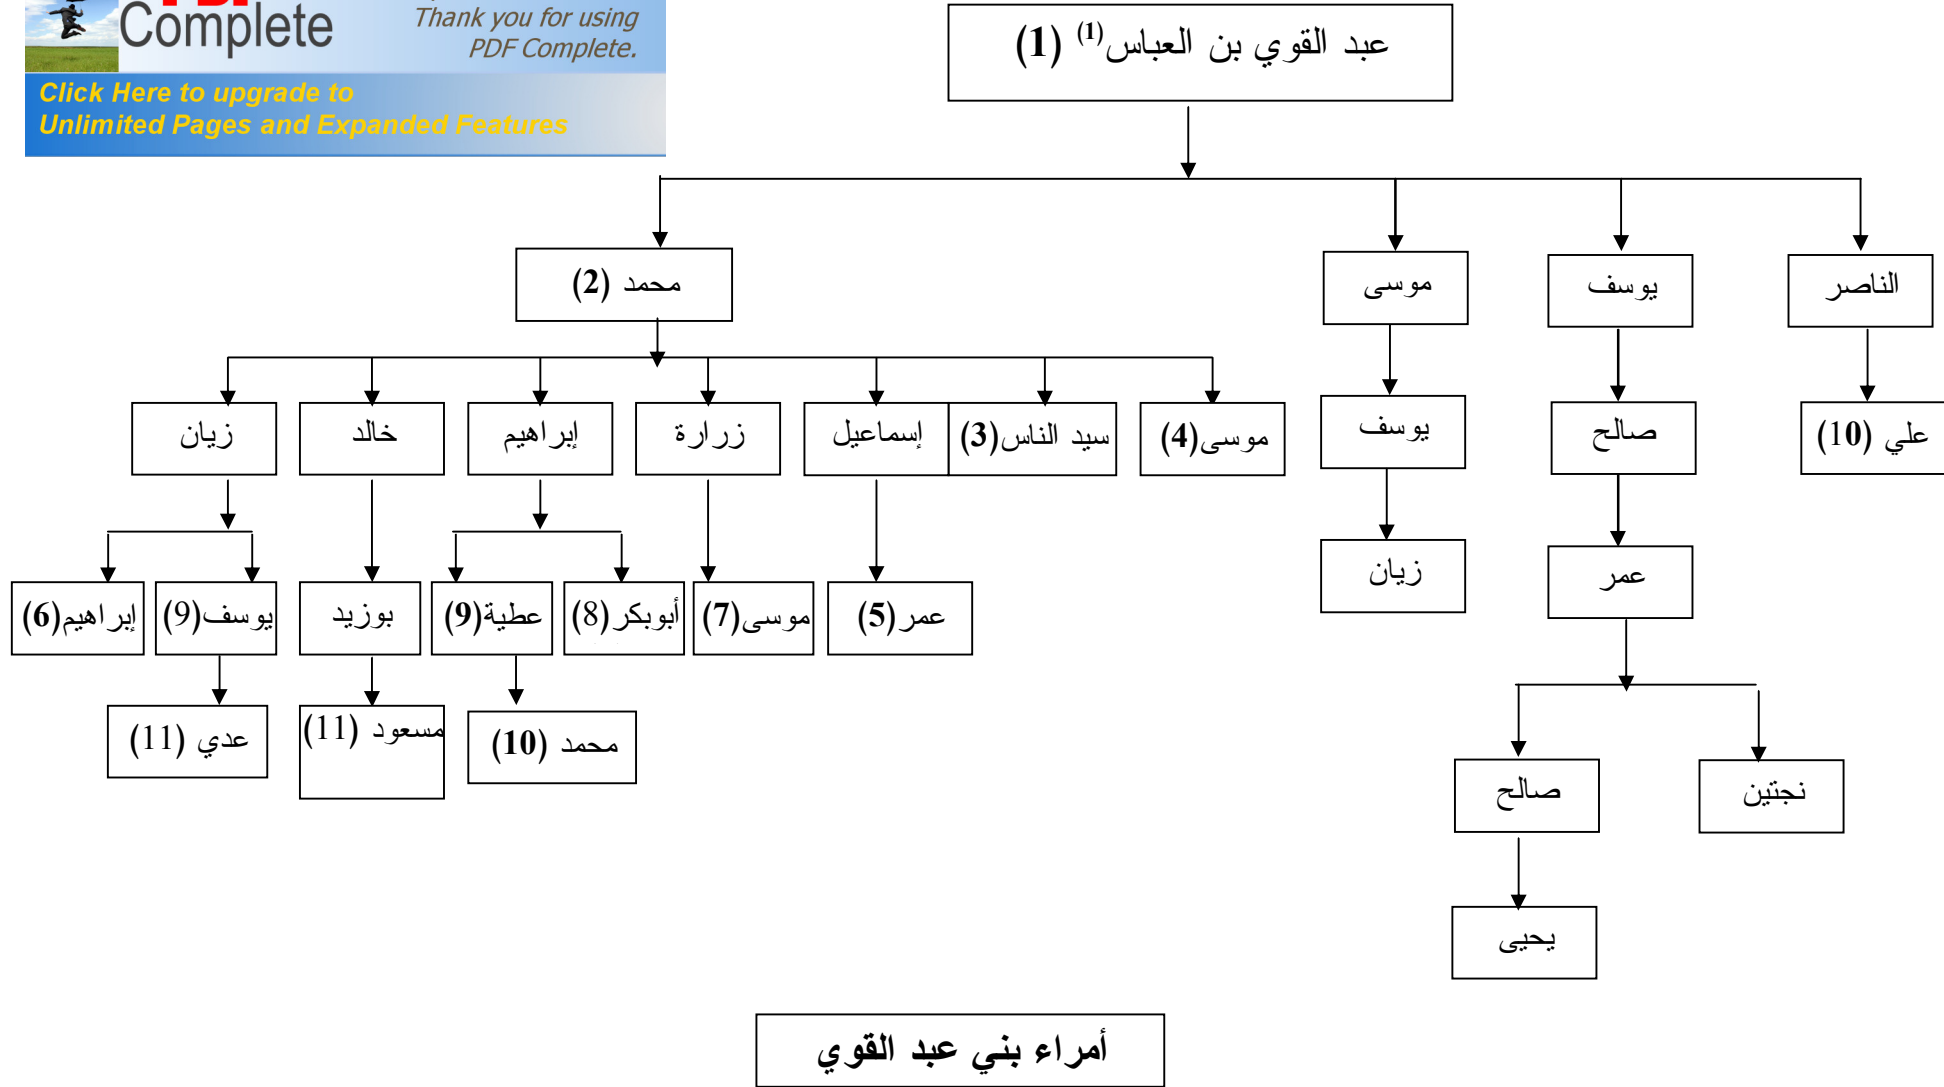 Complete
Thank you for using
PDF Complete.
Click Here to upgrade to
Unlimited Pages and Expanded Features
عبد القوي بن العباس(1) (1)
محمد (2)
موسى
يوسف
الناصر
موسى(4)
سيد الناس(3)
إسماعيل
زرارة
إبراهيم
خالد
زيان
يوسف
صالح
علي (10)
زيان
عمر
عمر(5)
موسى(7)
أبوبكر(8)
عطية(9)
بوزيد
يوسف(9)
إبراهيم(6)
محمد (10)
مسعود (11)
عدي (11)
نجتين
صالح
يحيى
أمراء بني عبد القوي